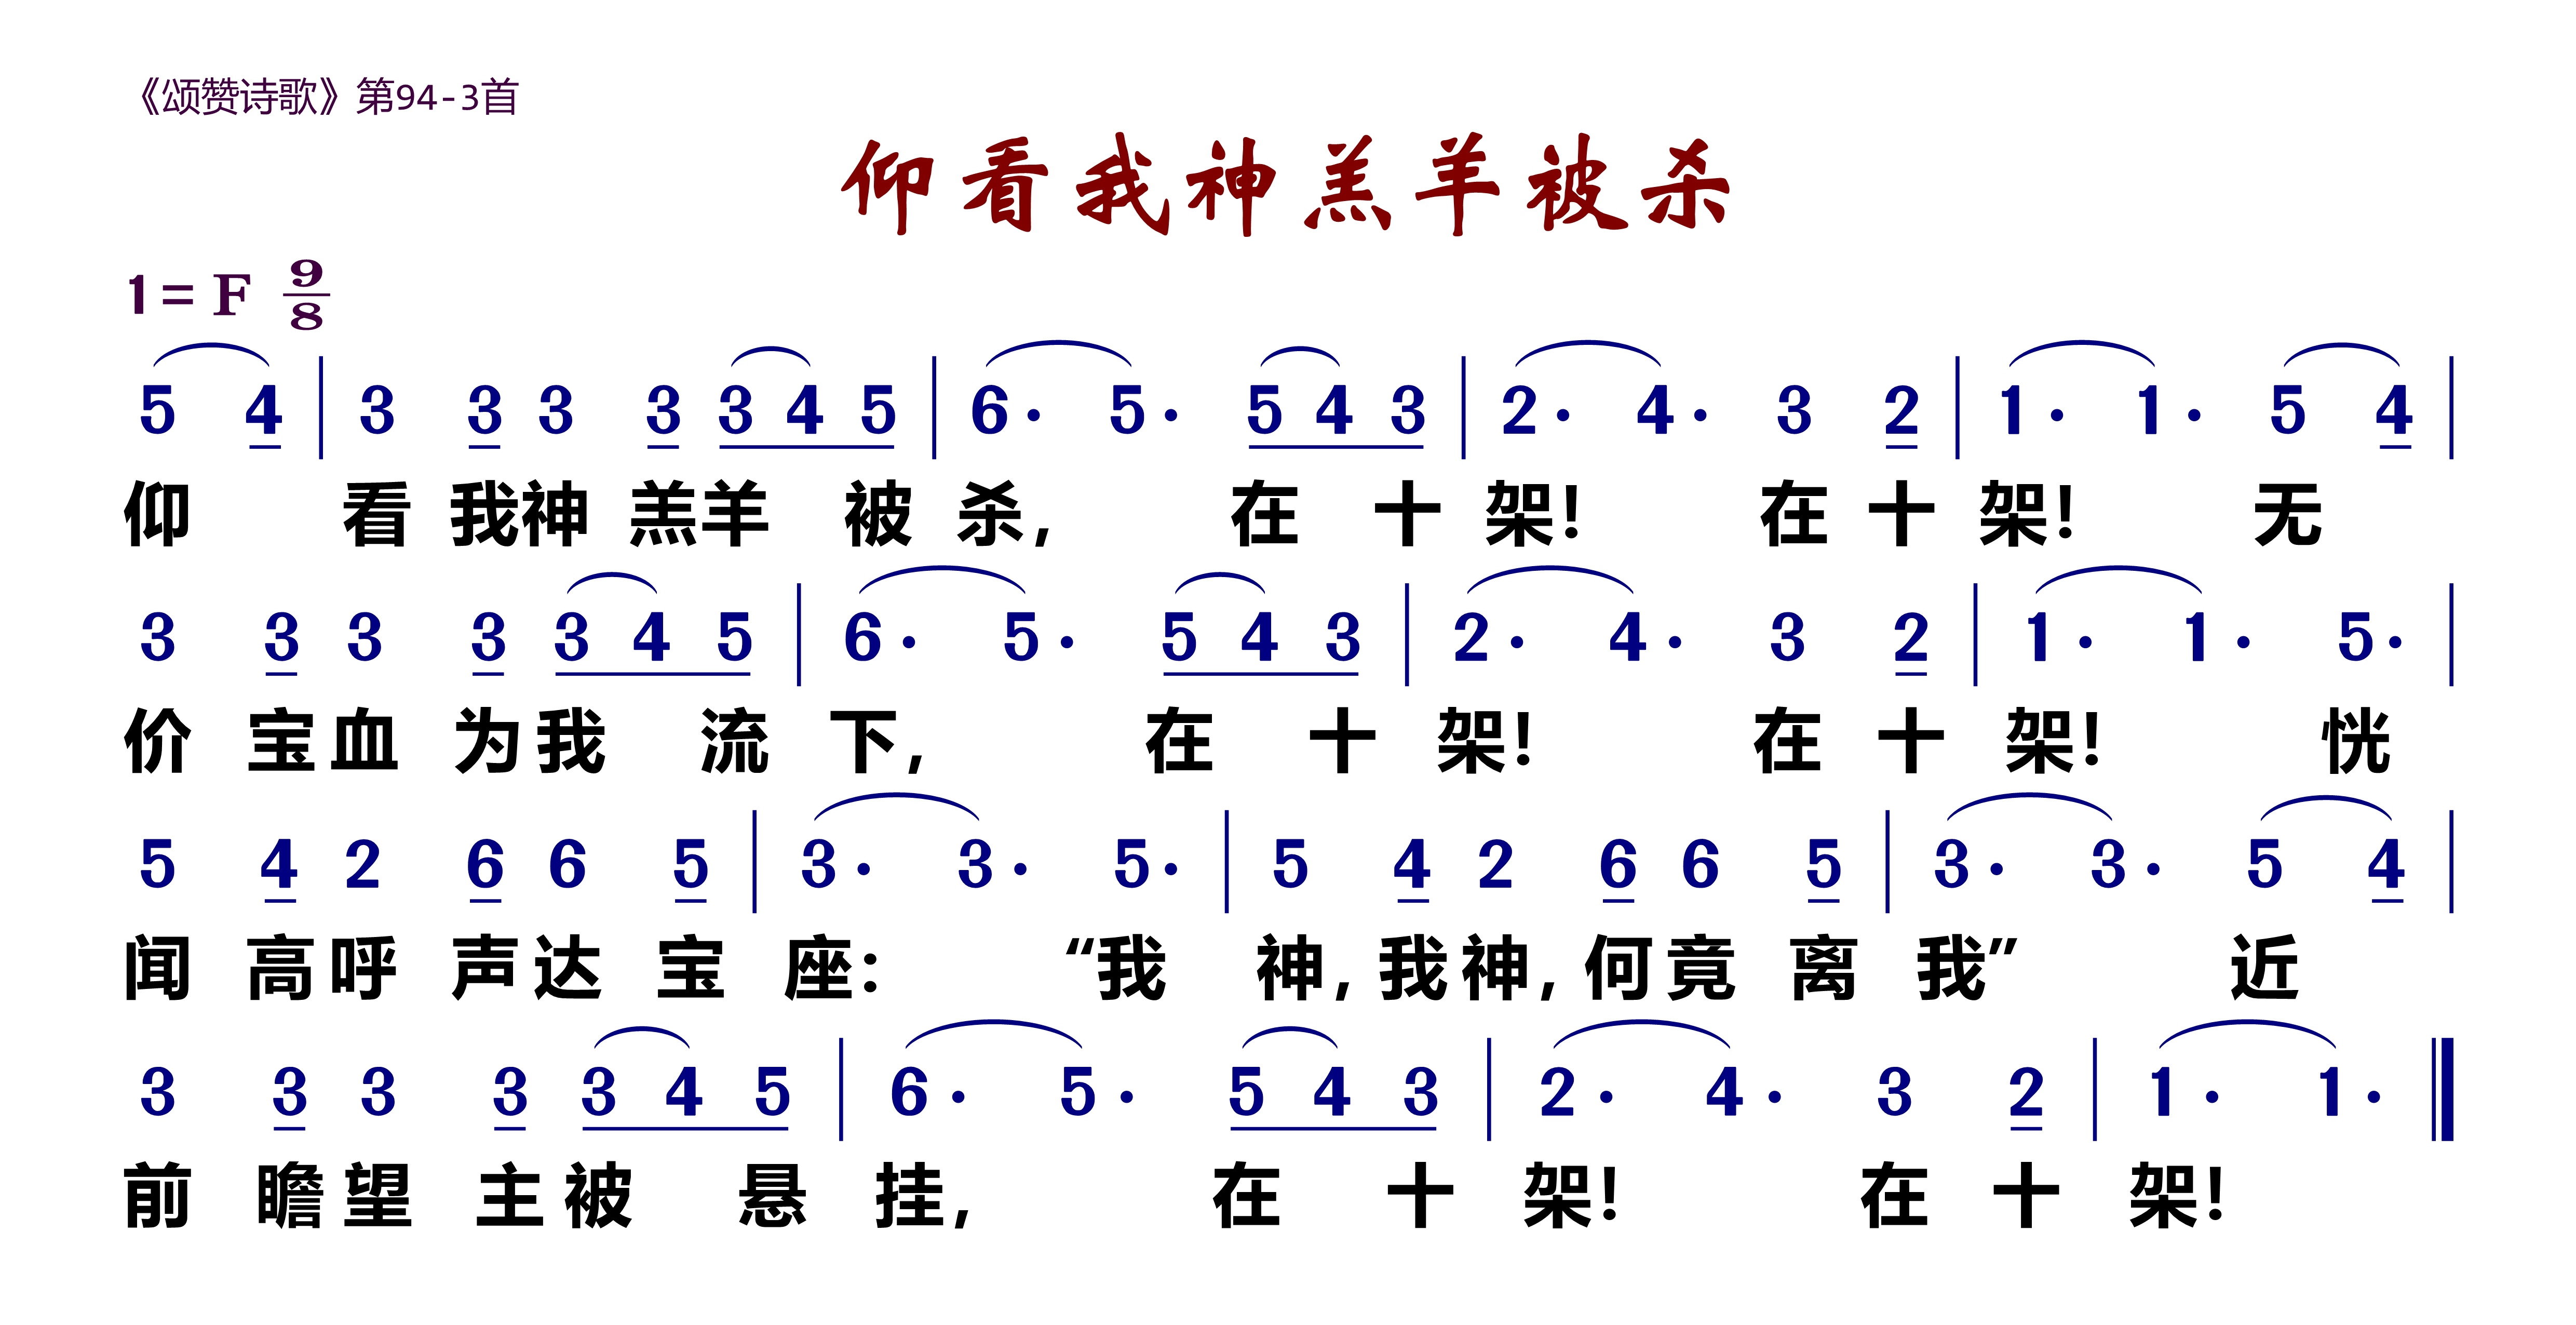 《颂赞诗歌》第94-3首
仰看我神羔羊被杀
1=F 9/8
5 4 | 3 3 3 3 3 4 5 | 6· 5· 5 4 3 | 2· 4· 3 2 | 1· 1· 5 4 |
仰 看 我神 羔羊 被 杀, 在 十 架! 在 十 架! 无
3 3 3 3 3 4 5 | 6· 5· 5 4 3 | 2· 4· 3 2 | 1· 1· 5· |
价 宝血 为我 流 下, 在 十 架! 在 十 架! 恍
5 4 2 6 6 5 | 3· 3· 5· | 5 4 2 6 6 5 | 3· 3· 5 4 |
闻 高呼 声达 宝 座: “我 神, 我神, 何竟 离 我” 近
3 3 3 3 3 4 5 | 6· 5· 5 4 3 | 2· 4· 3 2 | 1· 1· ‖
前 瞻望 主被 悬 挂, 在 十 架! 在 十 架!